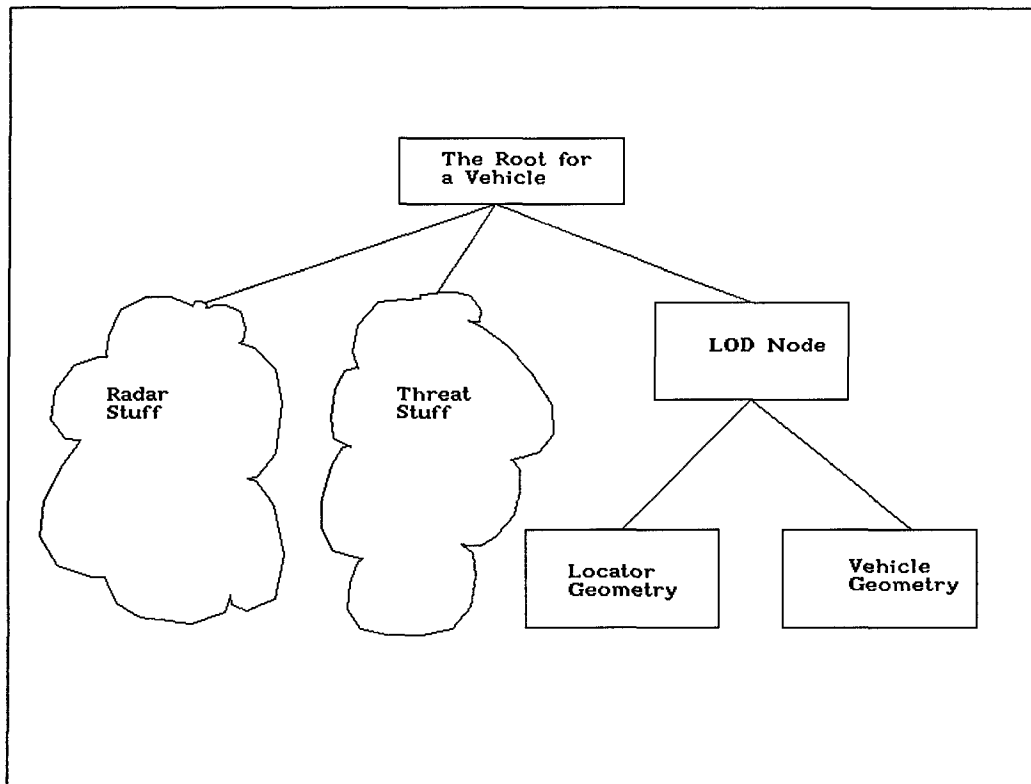 The Root for
a Vehicle
Radar
Stuff
Threat
Stuff
LOD Node
Locator
Geometry
Vehicle
Geometry